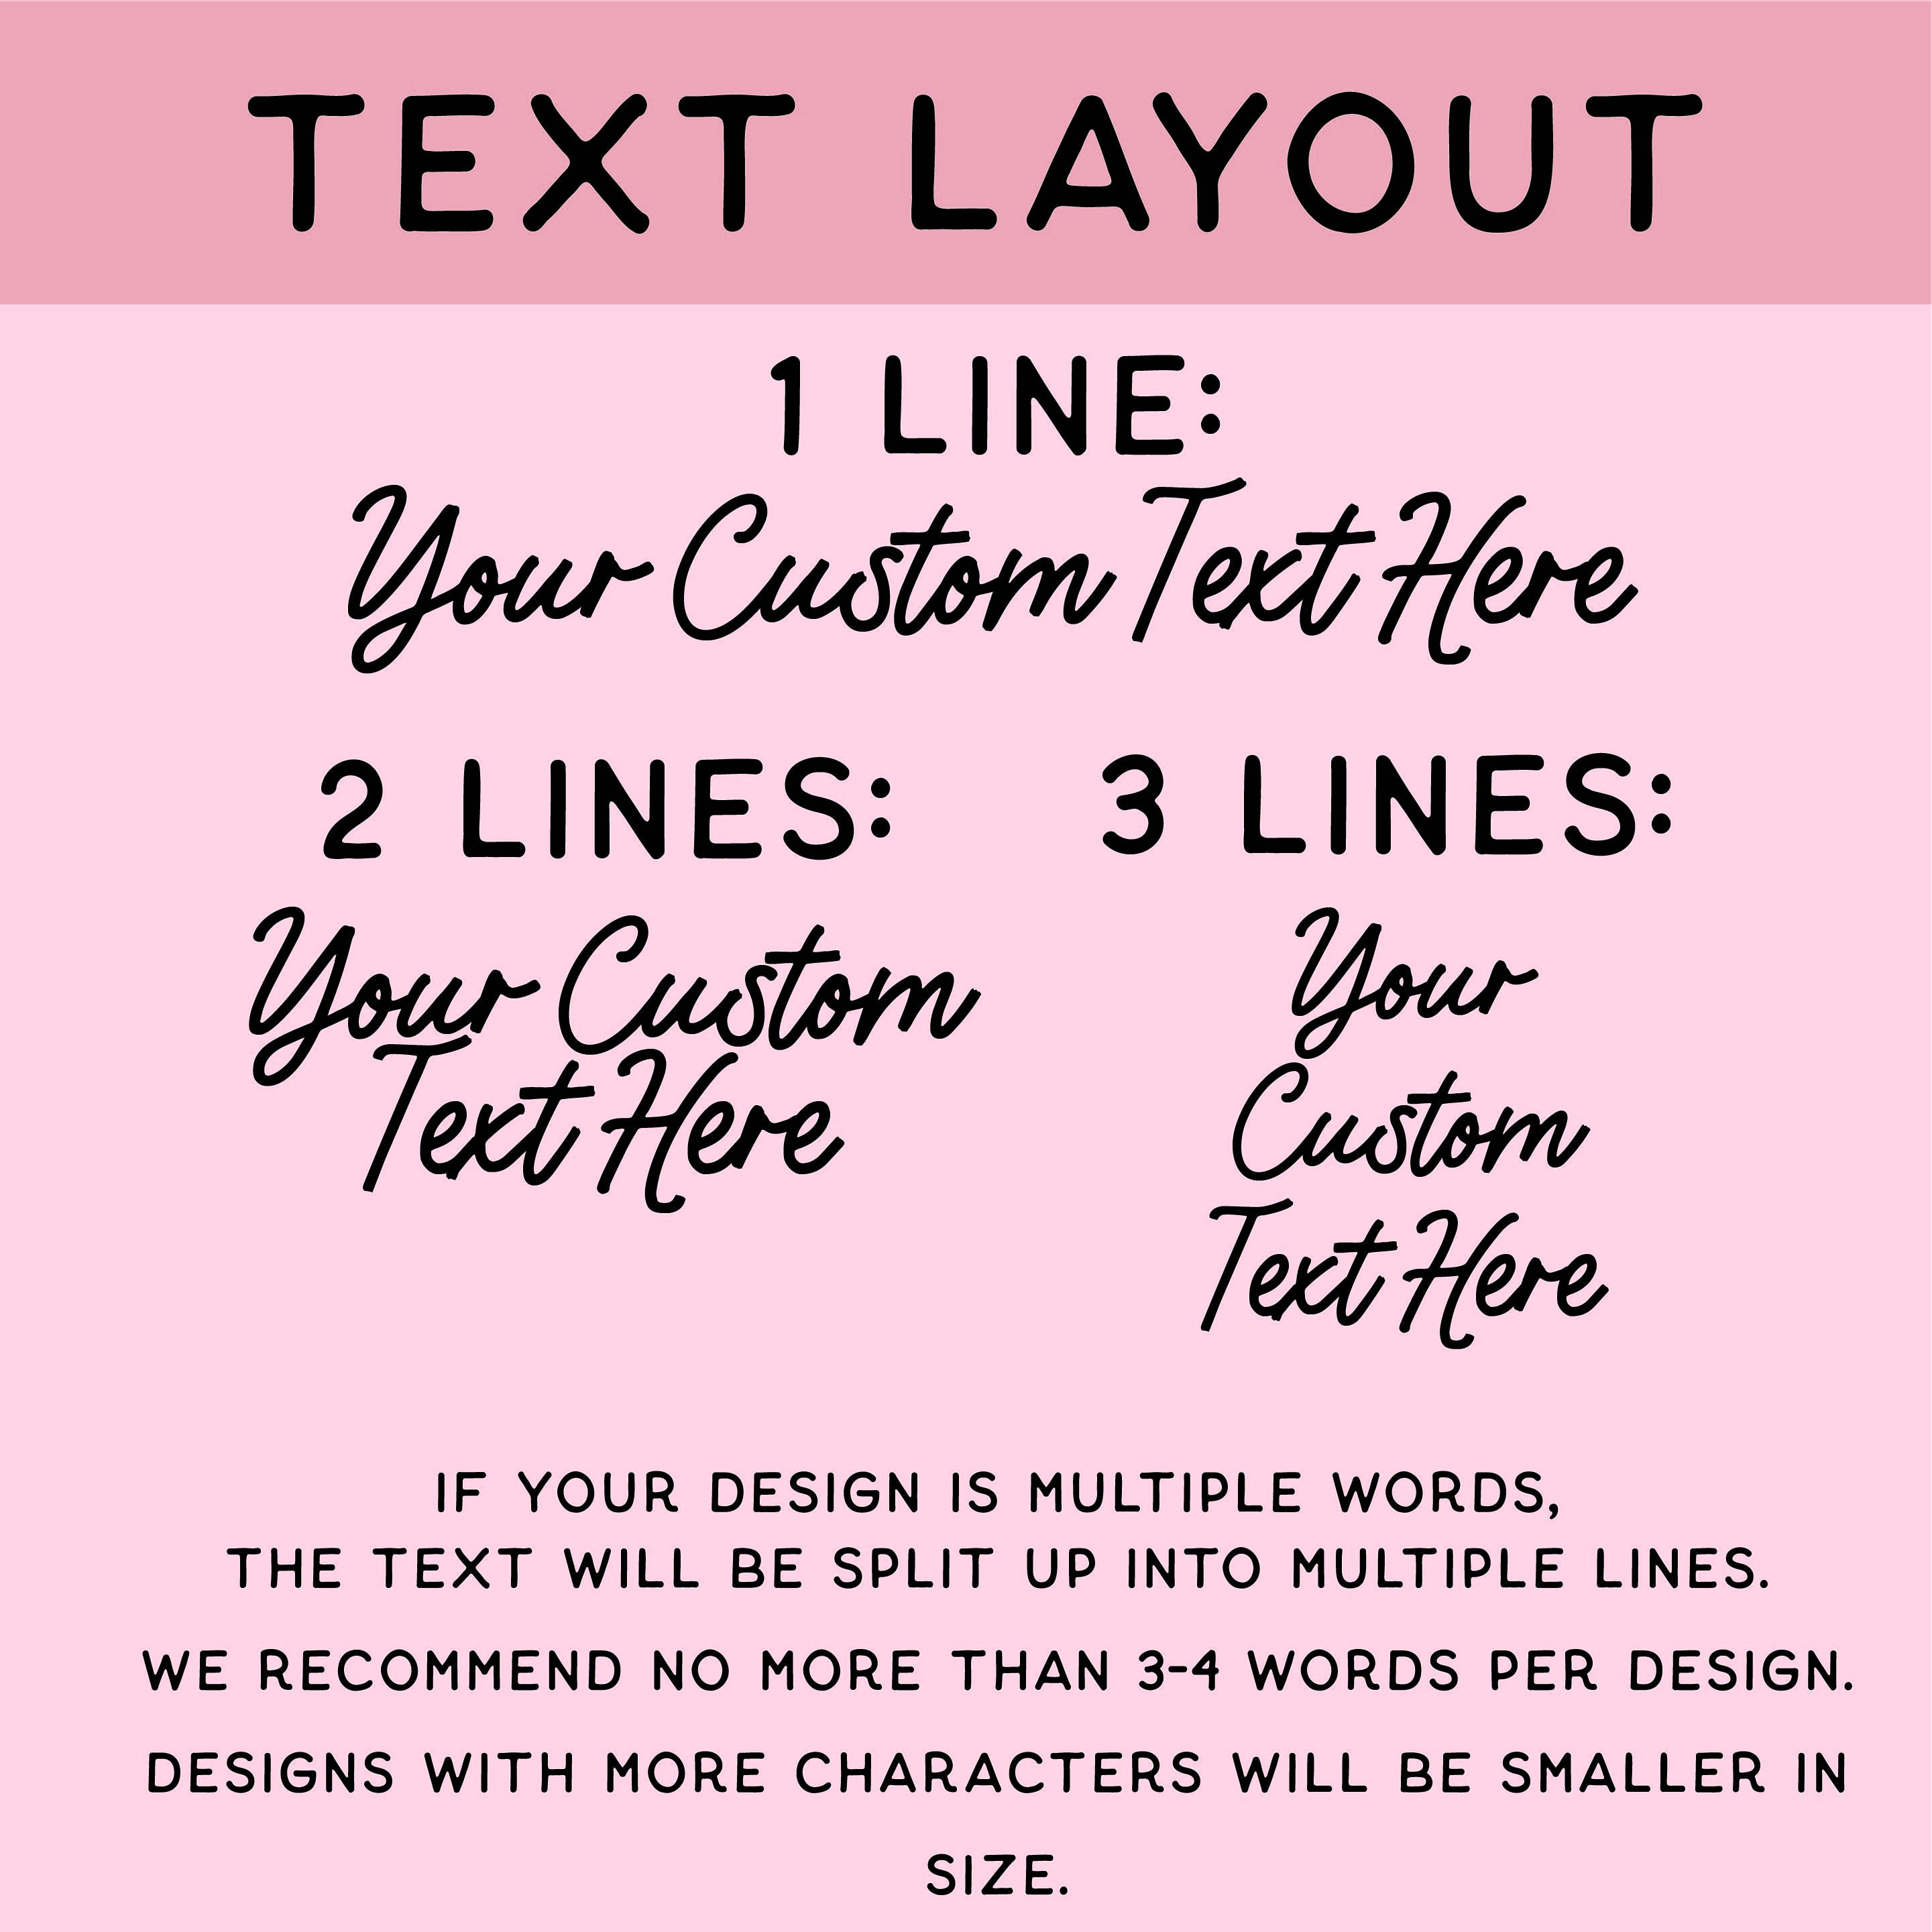 TEXT LAYOUT
1 LINE:
Your Custom Text Here
2 LINES:
Your Custom
Text Here
3 LINES:
Your
Custom
Text Here
IF YOUR DESIGN IS MULTIPLE WORDS,
THE TEXT WILL BE SPLIT UP INTO MULTIPLE LINES.
WE RECOMMEND NO MORE THAN 3-4 WORDS PER DESIGN.
DESIGNS WITH MORE CHARACTERS WILL BE SMALLER IN
SIZE.